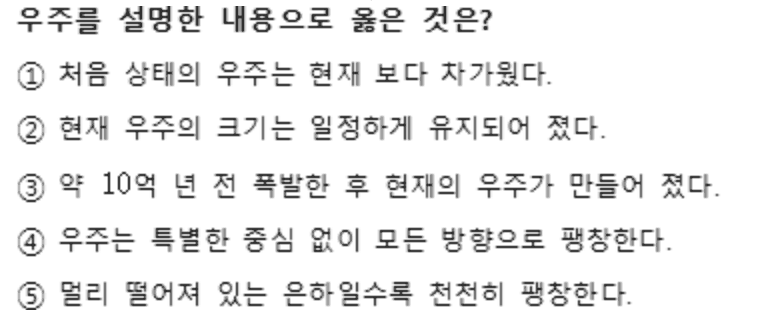 우주를 설명한 내용으로 옳은 것은?
① 처음 상태의 우주는 현재 보다 차가웠다.
② 현재 우주의 크기는 일정하게 유지되어 졌다.
③ 약 10억 년 전 폭발한 후 현재의 우주가 만들어 졌다.
④ 우주는 특별한 중심 없이 모든 방향으로 팽창한다.
⑤ 멀리 떨어져 있는 은하일수록 천천히 팽창한다.